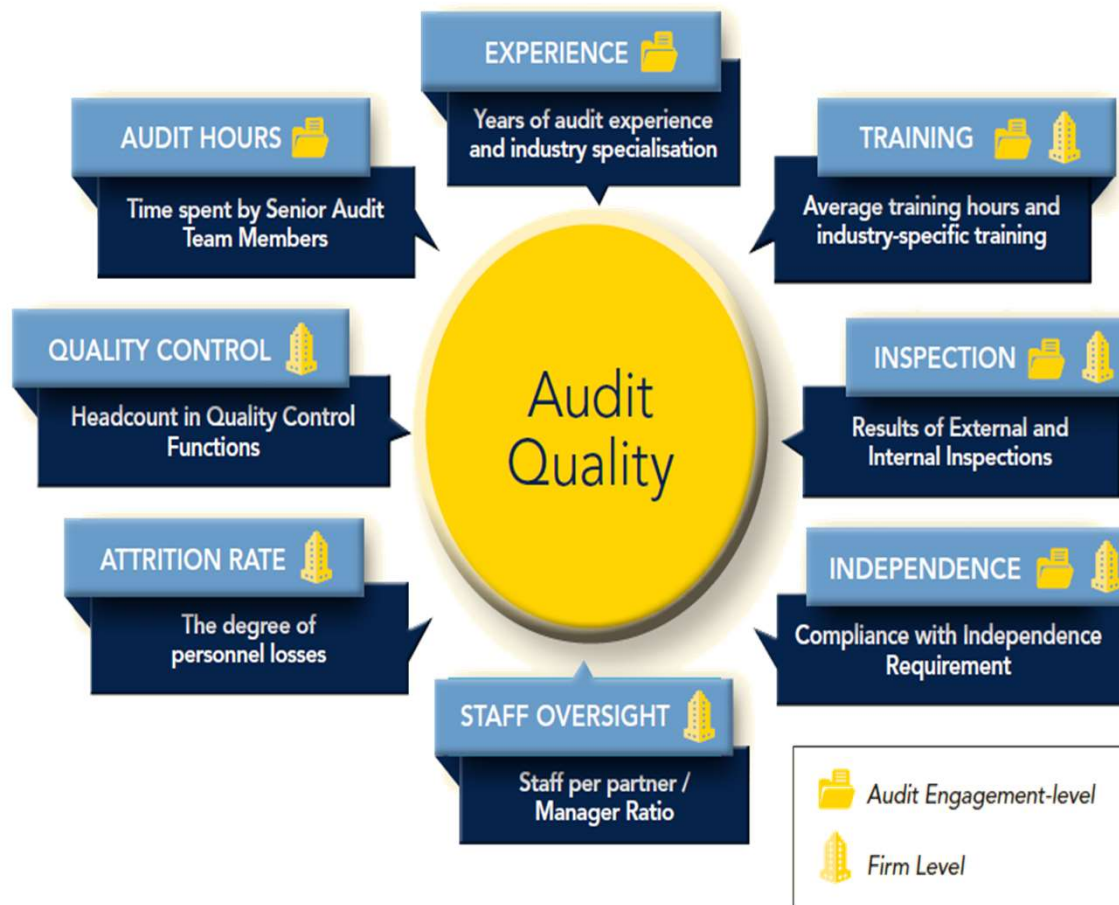 EXPERIENCE
Years of audit experience
and industry specialisation
AUDIT HOURS
Time spent by Senior Audit
Team Members
TRAINING
Average training hours and
industry-specific training
QUALITY CONTROL
Headcount in Quality Control
Functions
INSPECTION
Results of External and
Internal Inspections
Audit
Quality
ATTRITION RATE
The degree of
personnel losses
INDEPENDENCE
Compliance with Independence
Requirement
STAFF OVERSIGHT
Staff per partner /
Manager Ratio
Audit Engagement-level
Firm Level